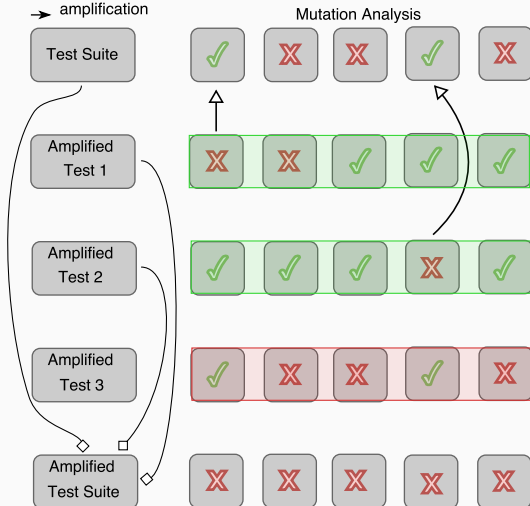 amplification
Mutation Analysis
Test Suite
Amplified
Test 1
Amplified
Test 2
Amplified
Test 3
Amplified
Test Suite